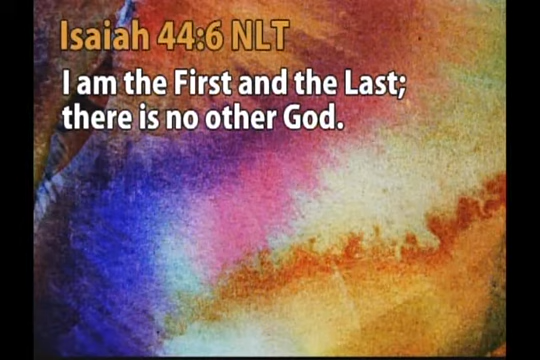 Isaiah 44:6 NLT
I am the First and the Last;
there is no other God.